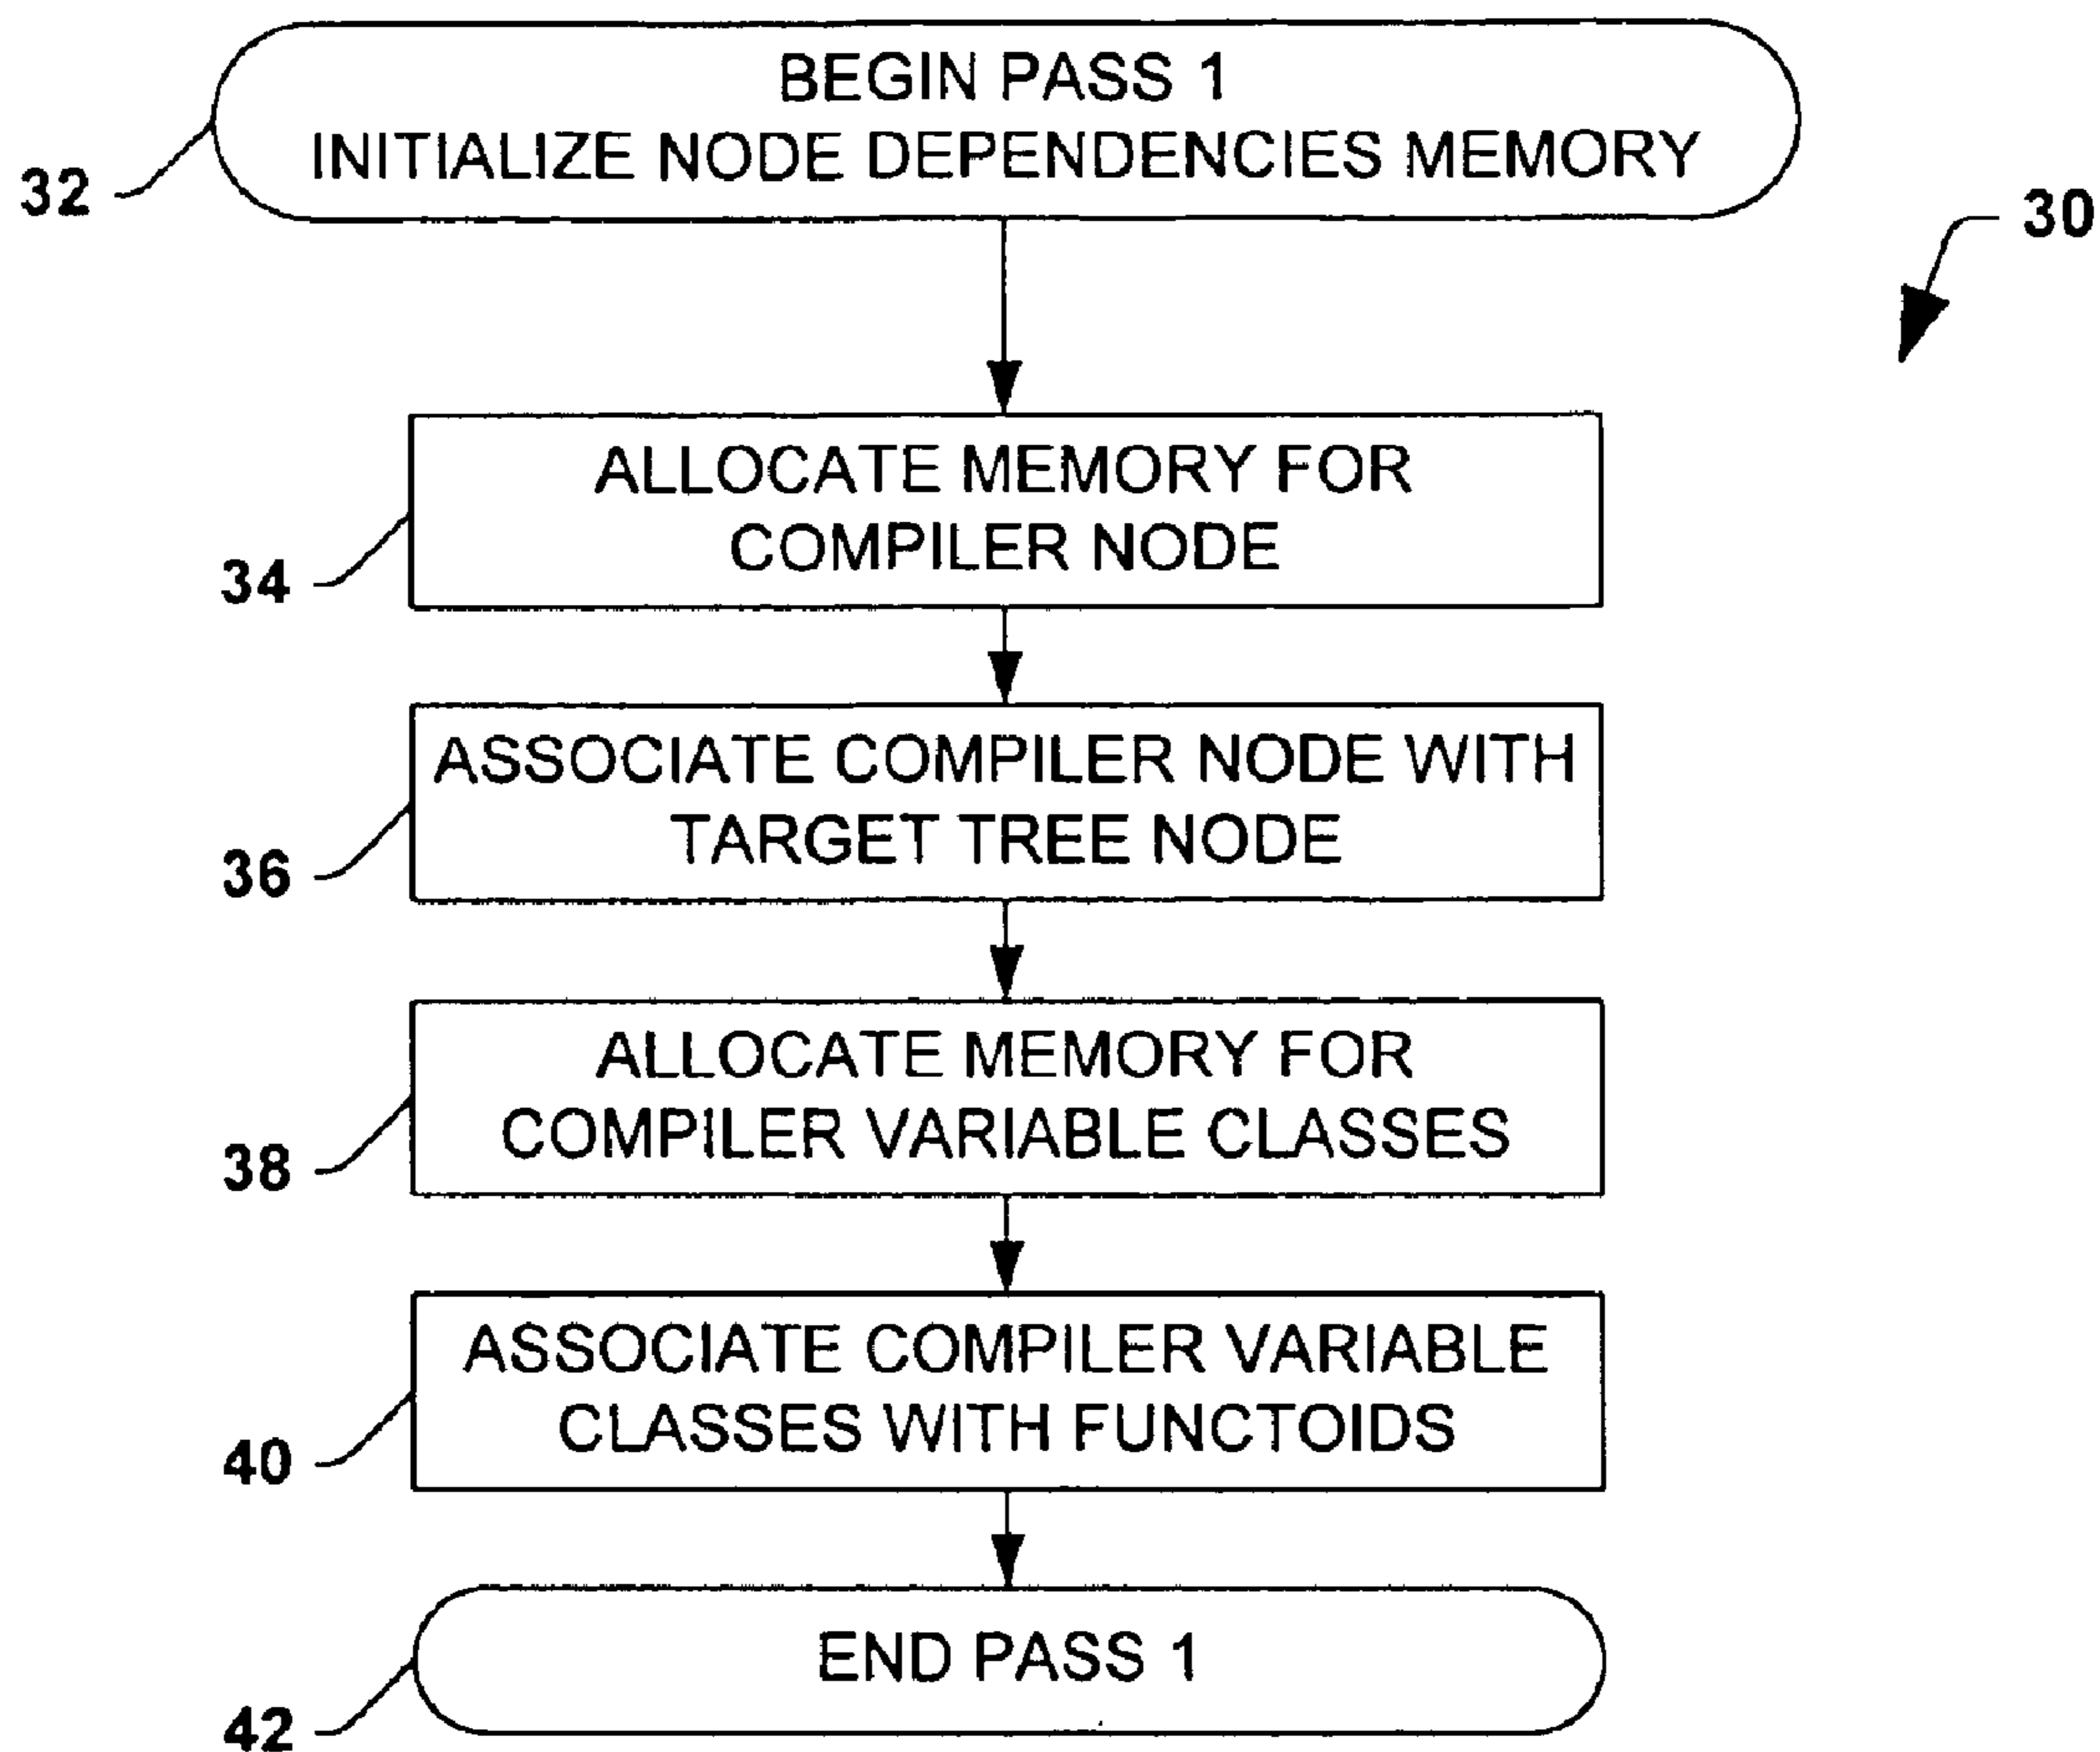 BEGIN PASS 1
INITIALIZE NODE DEPENDENCIES MEMORY
32
30
ALLOCATE MEMORY FOR
COMPILER NODE
34
ASSOCIATE COMPILER NODE WITH
TARGET TREE NODE
36
ALLOCATE MEMORY FOR
COMPILER VARIABLE CLASSES
38
ASSOCIATE COMPILER VARIABLE
CLASSES WITH FUNCTOIDS
40
END PASS 1
42